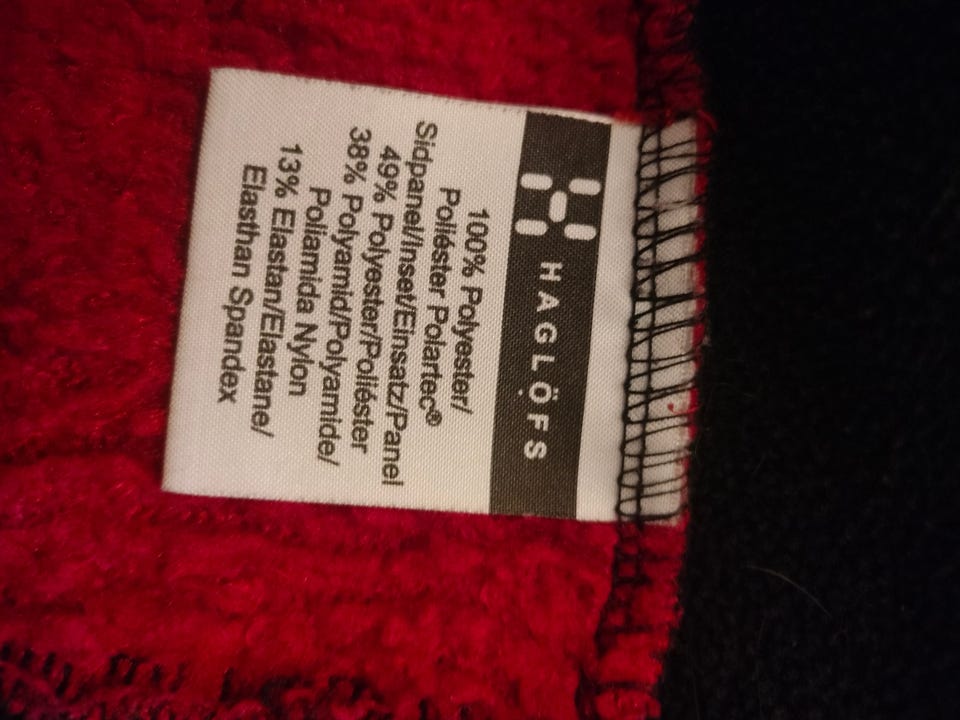 HAGLÖFS
100% Polyester/
Poliéster Polartec®
Sidpanel/Inset/Einsatz/Panel
49% Polyester/Poliéster
38% Polyamid/Polyamide/
Poliamida Nylon
13% Elastan/Elastane/
Elasthan Spandex